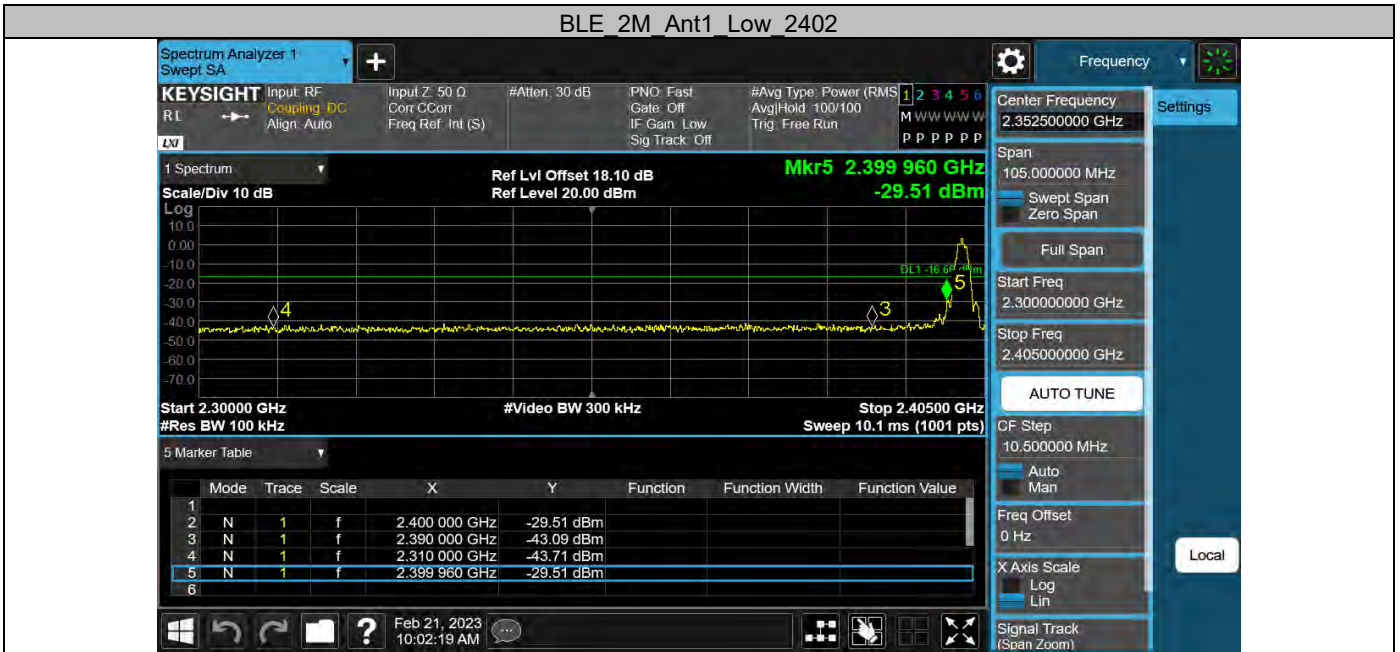 BLE_2M_Ant1_Low_2402
Spectrum Analyzer 1
Swept SA
Frequency
KEYSIGHT
RL
LXI
Input: RF
Coupling: DC
Align: Auto
Input Z: 50 Ω
Corr CCorr
Freq Ref: Int (S)
#Atten: 30 dB
PNO: Fast
Gate: Off
IF Gain: Low
Sig Track: Off
#Avg Type: Power (RMS
Avg|Hold: 100/100
Trig: Free Run
1 2 3 4 5 6
M W W W W W
P P P P P P
Center Frequency
2.352500000 GHz
Settings
1 Spectrum
Scale/Div 10 dB
Ref Lvl Offset 18.10 dB
Ref Level 20.00 dBm
Mkr5 2.399 960 GHz
-29.51 dBm
Log
10.0
0.00
-10.0
-20.0
-30.0
-40.0
-50.0
-60.0
-70.0
DL1 -16.60 dBm
4
3
5
Start 2.30000 GHz
#Res BW 100 kHz
#Video BW 300 kHz
Stop 2.40500 GHz
Sweep 10.1 ms (1001 pts)
Span
105.000000 MHz
Swept Span
Zero Span
Full Span
Start Freq
2.300000000 GHz
Stop Freq
2.405000000 GHz
AUTO TUNE
CF Step
10.500000 MHz
Auto
Man
Freq Offset
0 Hz
X Axis Scale
Log
Lin
Signal Track
(Span Zoom)
Local
5 Marker Table
Mode Trace Scale X Y Function Function Width Function Value
1
2 N 1 f 2.400 000 GHz -29.51 dBm
3 N 1 f 2.390 000 GHz -43.09 dBm
4 N 1 f 2.310 000 GHz -43.71 dBm
5 N 1 f 2.399 960 GHz -29.51 dBm
6
?
Feb 21, 2023
10:02:19 AM